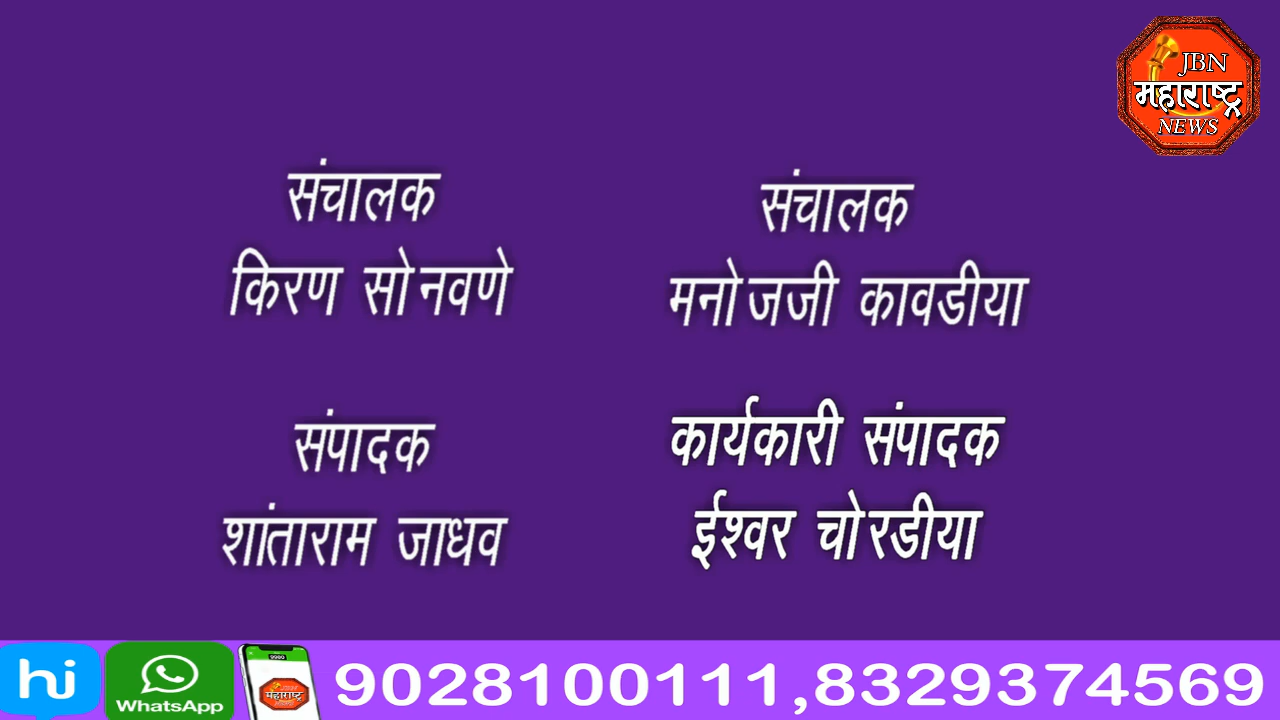 JBN
महाराष्ट्र
NEWS
संचालक
किरण सोनवणे
संचालक
मनोजजी कावडीया
संपादक
शांताराम जाधव
कार्यकारी संपादक
ईश्वर चोरडीया
hi
WhatsApp
महाराष्ट्र
9028100111,8329374569